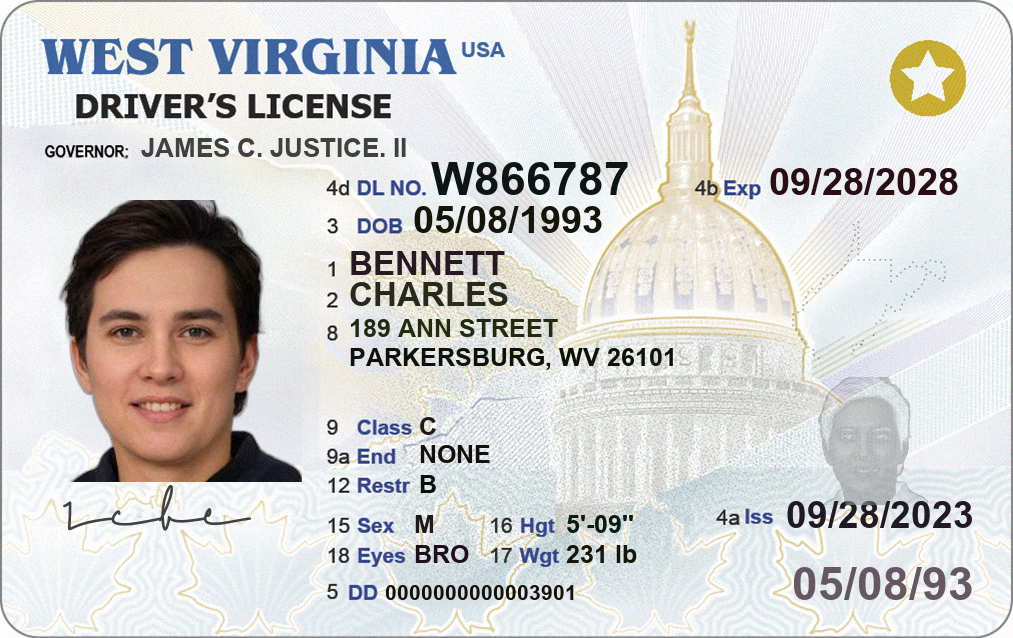 WEST VIRGINIA USA
DRIVER'S LICENSE
GOVERNOR: JAMES C. JUSTICE. II
4d DL NO. W866787 4b Exp 09/28/2028
3 DOB 05/08/1993
1 BENNETT
2 CHARLES
8 189 ANN STREET
PARKERSBURG, WV 26101
9 Class C
9a End NONE
12 Restr B
15 Sex M 16 Hgt 5'-09" 4a Iss 09/28/2023
18 Eyes BRO 17 Wgt 231 lb
5 DD 0000000000003901 05/08/93